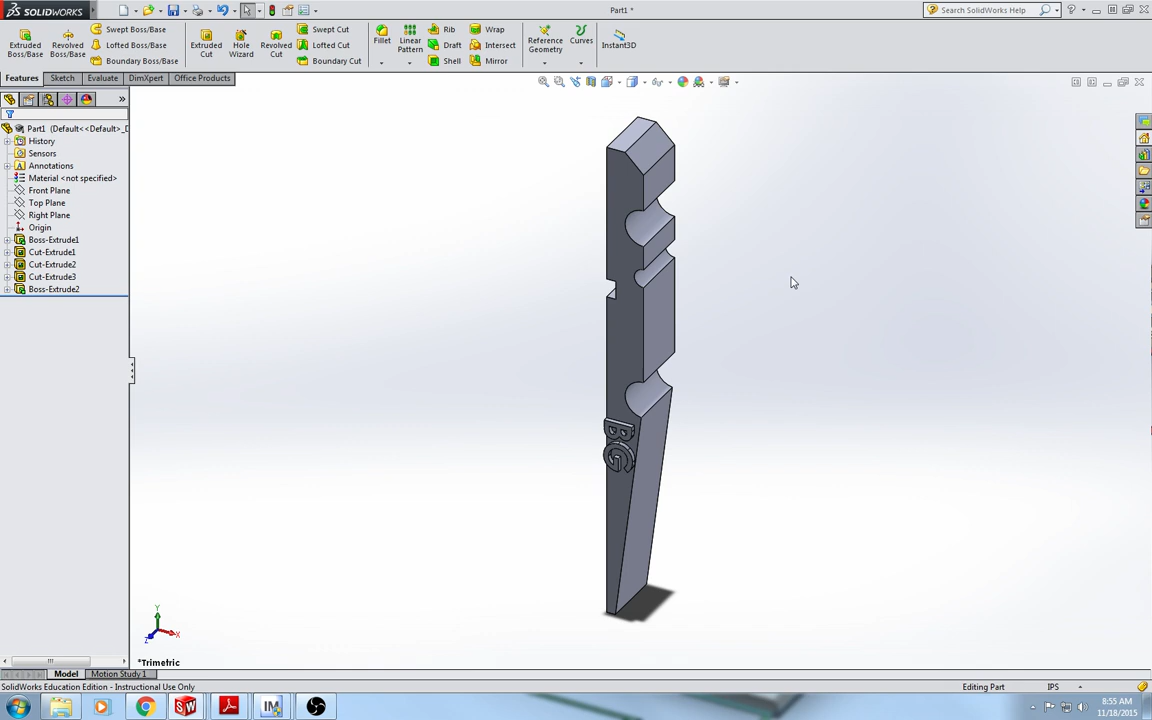 SOLIDWORKS
Part1 *
Search SolidWorks Help
Extruded Boss/Base
Revolved Boss/Base
Swept Boss/Base
Lofted Boss/Base
Boundary Boss/Base
Extruded Cut
Hole Wizard
Revolved Cut
Swept Cut
Lofted Cut
Boundary Cut
Fillet
Linear Pattern
Rib
Draft
Shell
Wrap
Intersect
Mirror
Reference Geometry
Curves
Instant3D
Features
Sketch
Evaluate
DimXpert
Office Products
Part1 (Default<<Default>_D
History
Sensors
Annotations
Material <not specified>
Front Plane
Top Plane
Right Plane
Origin
Boss-Extrude1
Cut-Extrude1
Cut-Extrude2
Cut-Extrude3
Boss-Extrude2
BG
Y
X
Z
*Trimetric
Model
Motion Study 1
SolidWorks Education Edition - Instructional Use Only
Editing Part
IPS
SW
IM
8:55 AM
11/18/2015